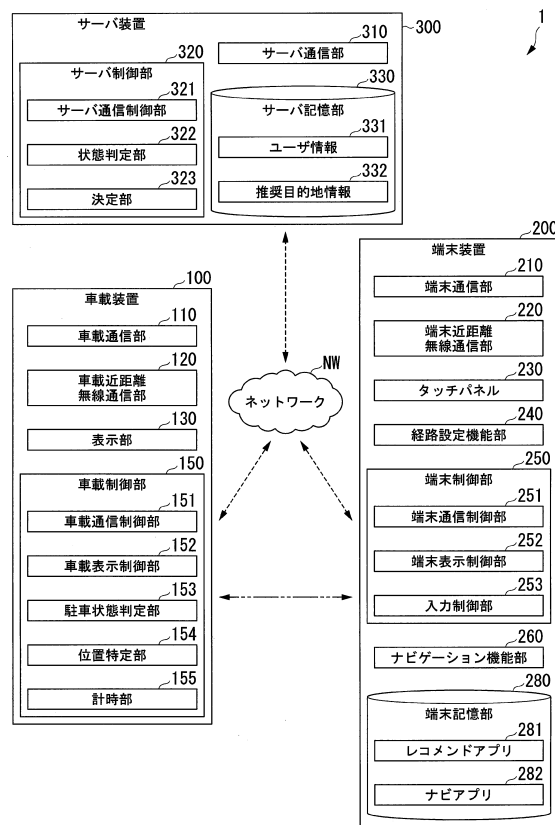 1
サーバ装置
300
310
サーバ通信部
320
サーバ制御部
321
サーバ通信制御部
322
状態判定部
323
決定部
330
サーバ記憶部
331
ユーザ情報
332
推奨目的地情報
100
車載装置
110
車載通信部
120
車載近距離
無線通信部
130
表示部
150
車載制御部
151
車載通信制御部
152
車載表示制御部
153
駐車状態判定部
154
位置特定部
155
計時部
NW
ネットワーク
200
端末装置
210
端末通信部
220
端末近距離
無線通信部
230
タッチパネル
240
経路設定機能部
250
端末制御部
251
端末通信制御部
252
端末表示制御部
253
入力制御部
260
ナビゲーション機能部
280
端末記憶部
281
レコメンドアプリ
282
ナビアプリ